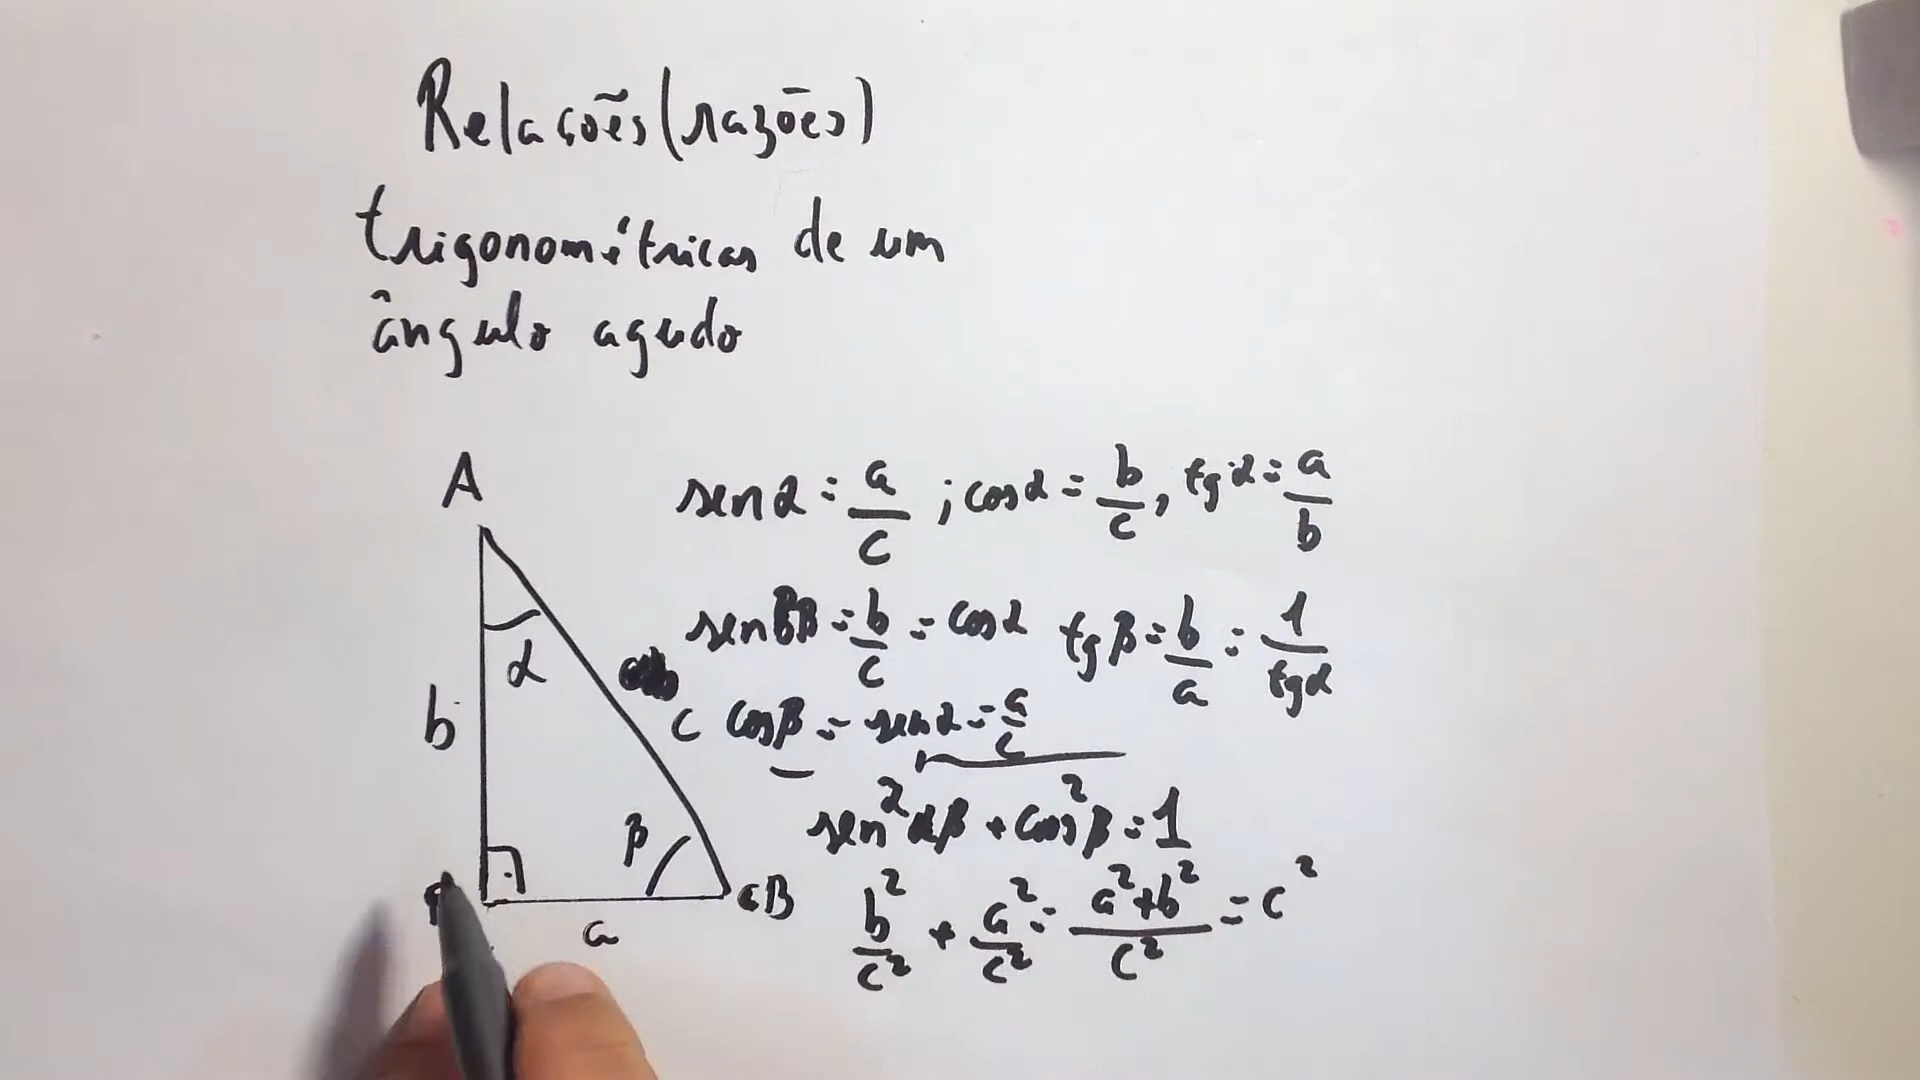 Relações (razões)
trigonométricas de um
ângulo agudo
A
sen α = a/c ; cos α = b/c, tg α = a/b
α
sen β = b/c = cos α tg β = b/a = 1/tg α
b
c
cos β = sen α = a/c
β
sen² β + cos² β = 1
B
a
b²/c² + a²/c² = a²+b²/c² = c²